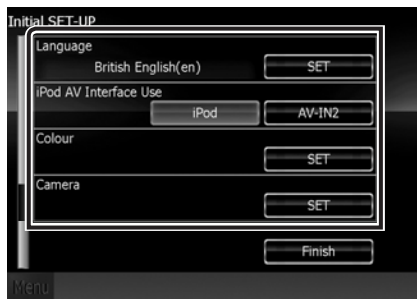 Initial SET-UP
Language
British English(en) SET
iPod AV Interface Use
iPod AV-IN2
Colour
SET
Camera
SET
Finish
Menu